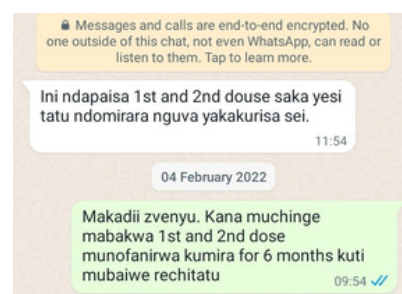 🔒 Messages and calls are end-to-end encrypted. No
one outside of this chat, not even WhatsApp, can read or
listen to them. Tap to learn more.
Ini ndapaisa 1st and 2nd douse saka yesi
tatu ndomirara nguva yakakurisa sei.
11:54
04 February 2022
Makadii zvenyu. Kana muchinge
mabakwa 1st and 2nd dose
munofanirwa kumira for 6 months kuti
mubaiwe rechitatu
09:54